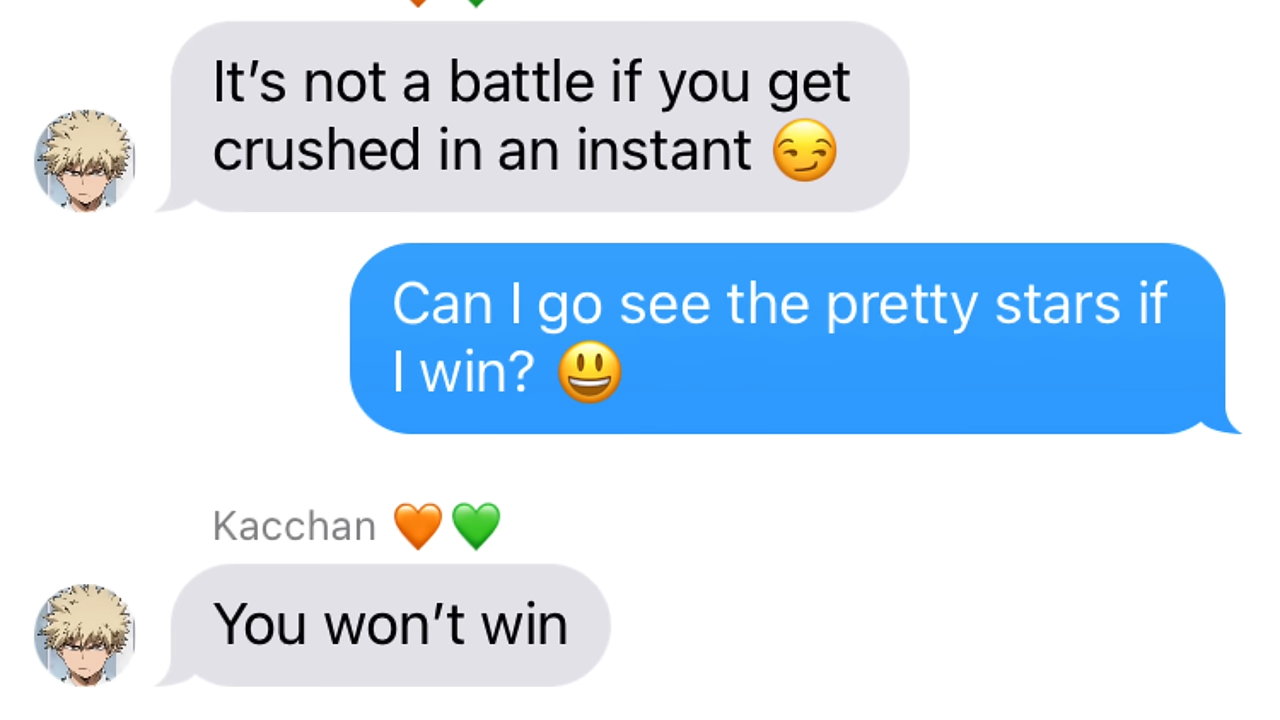 It’s not a battle if you get
crushed in an instant 😏
Can I go see the pretty stars if
I win? 😃
Kacchan 🧡💚
You won’t win